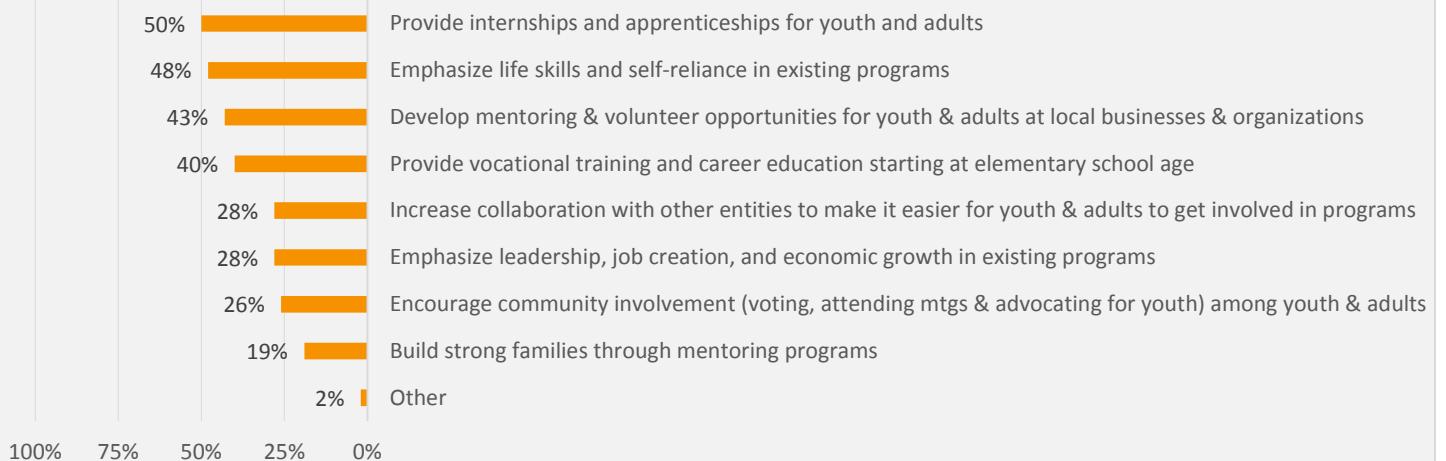 50% Provide internships and apprenticeships for youth and adults
48% Emphasize life skills and self-reliance in existing programs
43% Develop mentoring & volunteer opportunities for youth & adults at local businesses & organizations
40% Provide vocational training and career education starting at elementary school age
28% Increase collaboration with other entities to make it easier for youth & adults to get involved in programs
28% Emphasize leadership, job creation, and economic growth in existing programs
26% Encourage community involvement (voting, attending mtgs & advocating for youth) among youth & adults
19% Build strong families through mentoring programs
2% Other
100% 75% 50% 25% 0%